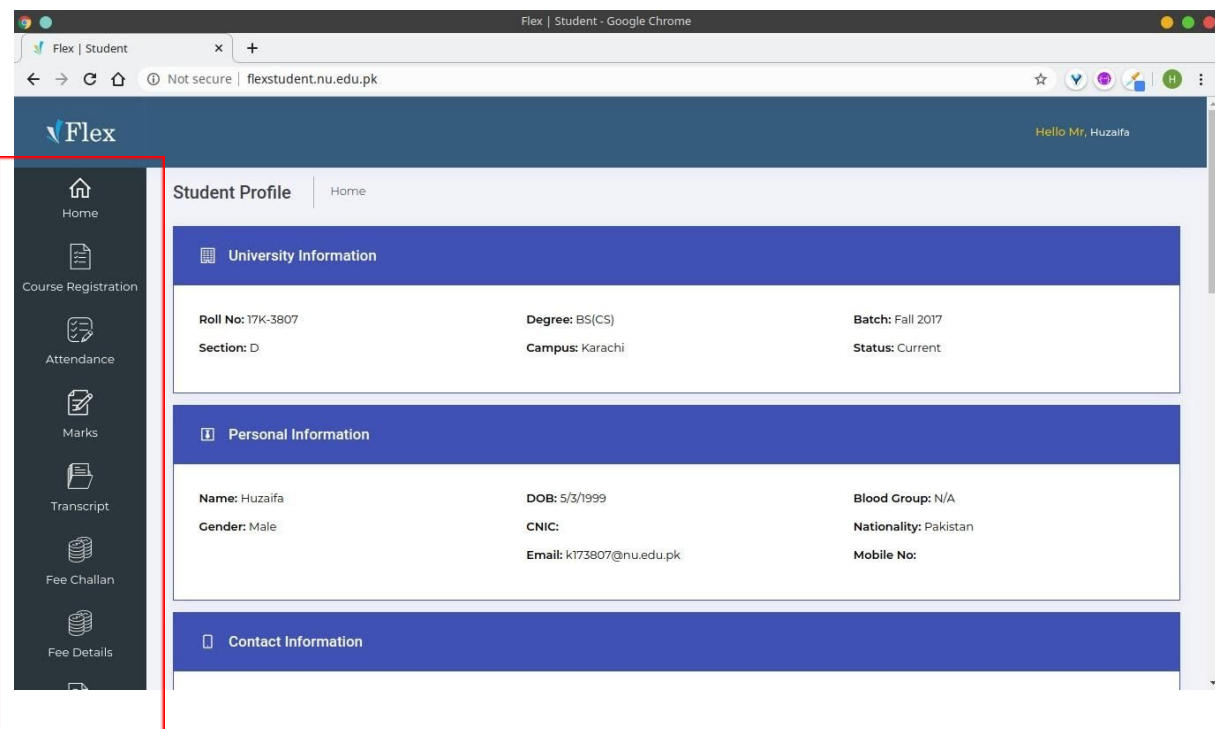 Flex | Student - Google Chrome
Flex | Student
Not secure | flexstudent.nu.edu.pk
H
Flex
Hello Mr, Huzaifa
Home
Course Registration
Attendance
Marks
Transcript
Fee Challan
Fee Details
Student Profile
Home
University Information
Roll No: 17K-3807 Degree: BS(CS) Batch: Fall 2017
Section: D Campus: Karachi Status: Current
Personal Information
Name: Huzaifa DOB: 5/3/1999 Blood Group: N/A
Gender: Male CNIC: Nationality: Pakistan
Email: k173807@nu.edu.pk Mobile No:
Contact Information